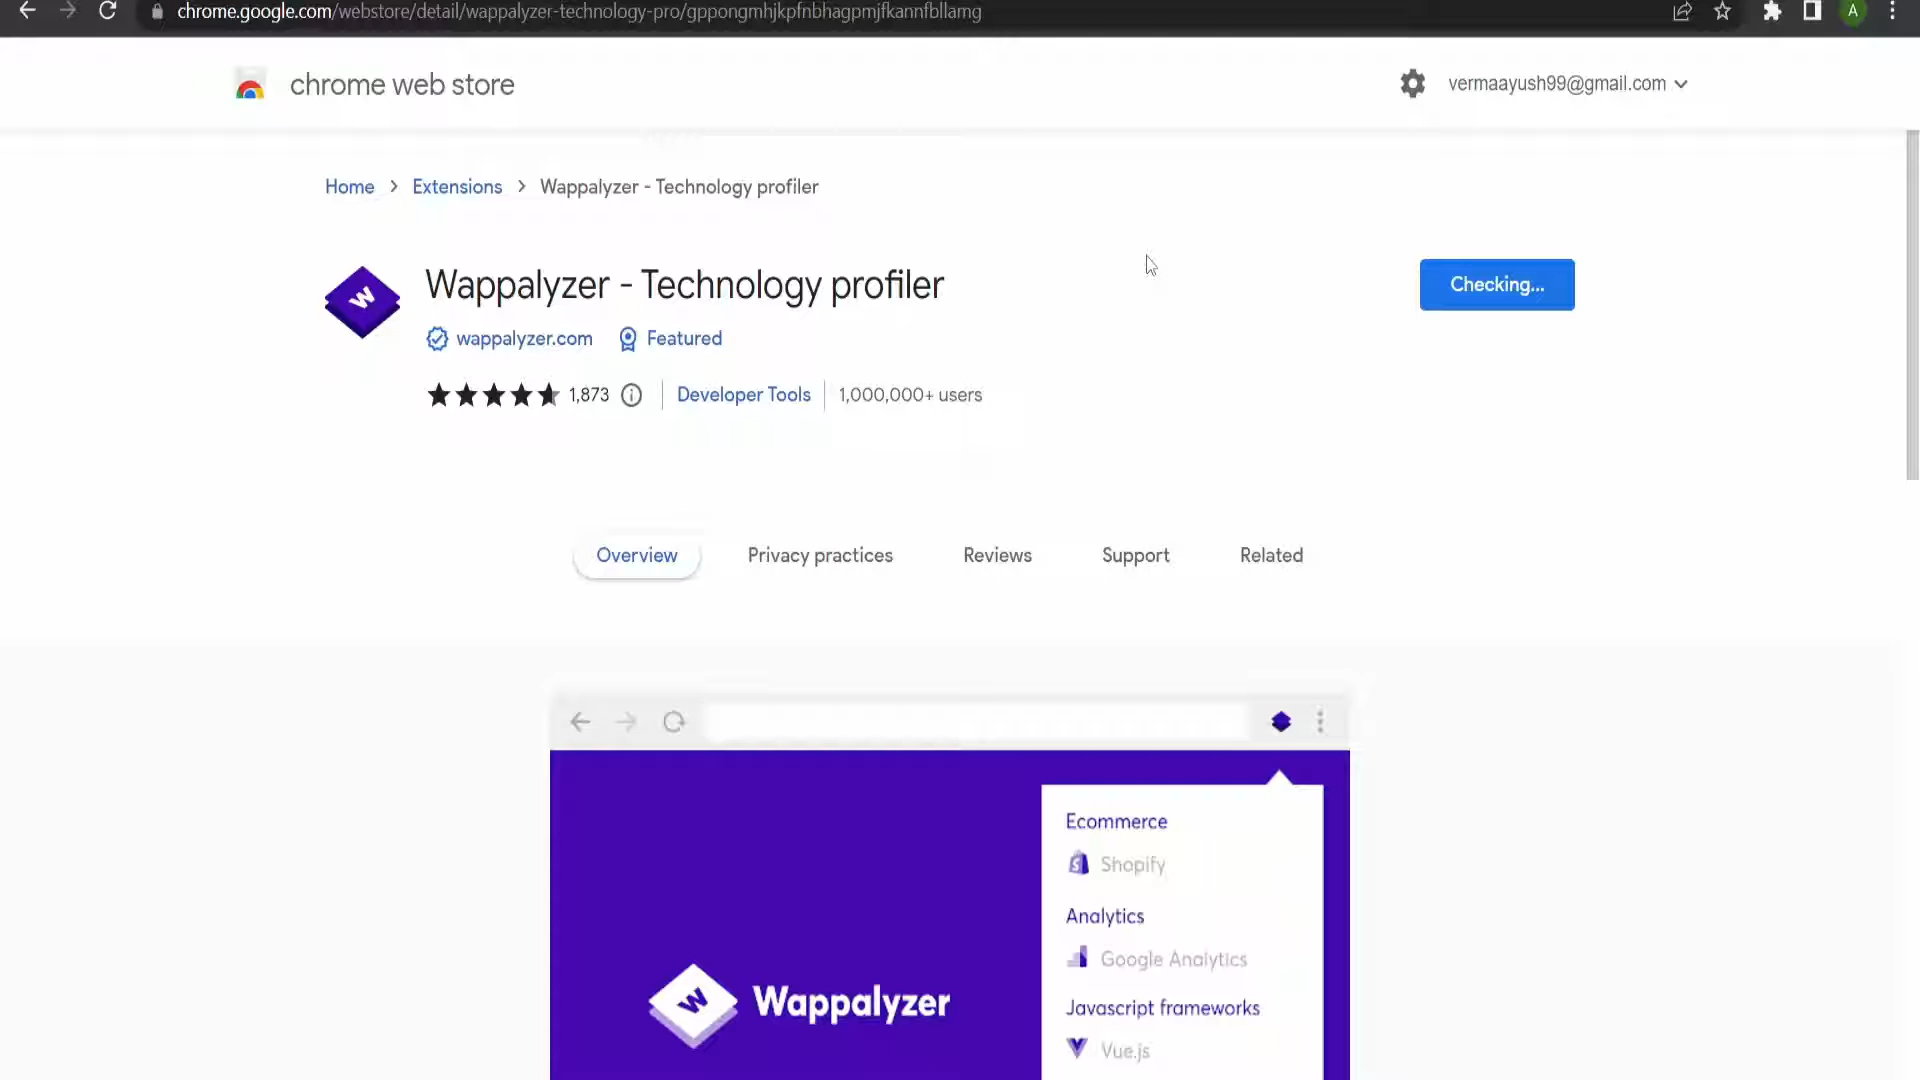 chrome.google.com/webstore/detail/wappalyzer-technology-pro/gppongmhjkpfnbhagpmjfkannfbllamg
A
chrome web store
vermaayush99@gmail.com
Home > Extensions > Wappalyzer - Technology profiler
W
Wappalyzer - Technology profiler
Checking...
wappalyzer.com Featured
1,873 Developer Tools 1,000,000+ users
Overview Privacy practices Reviews Support Related
Ecommerce
Shopify
Analytics
Google Analytics
W Wappalyzer
Javascript frameworks
Vue.js